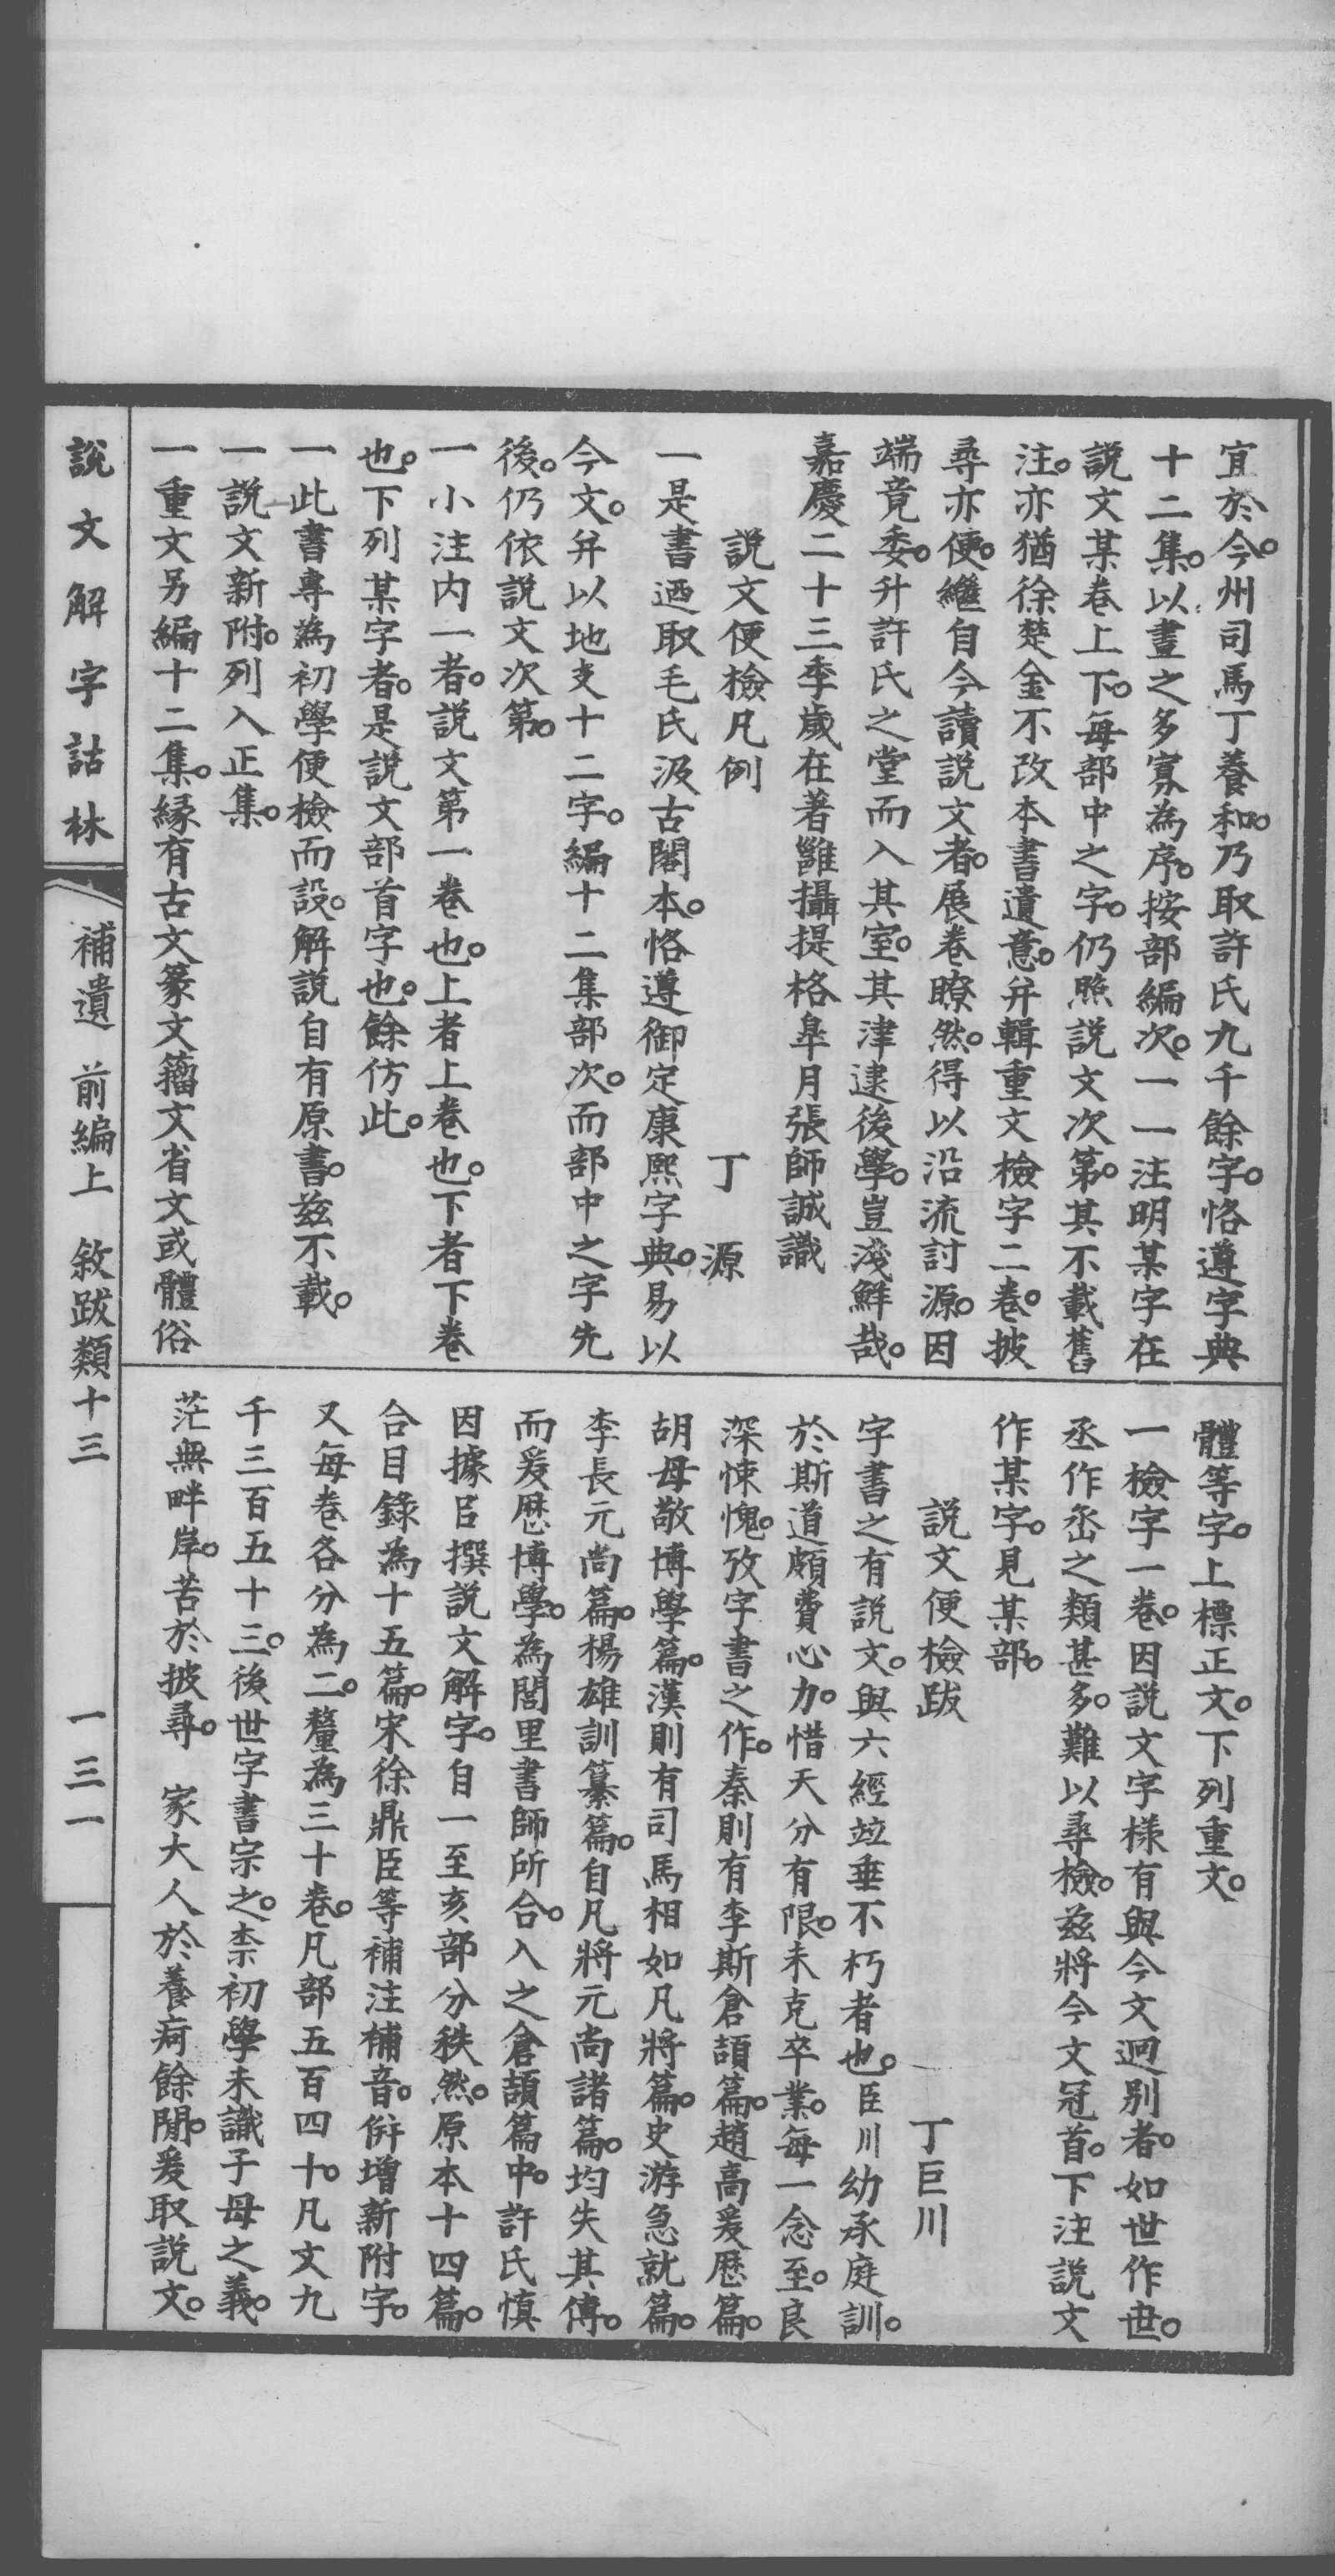 宜於今。州司馬丁養和。乃取許氏九千餘字。恪遵字典
十二集。以畫之多寡為序。按部編次。一一注明某字在
說文某卷上下。每部中之字。仍照說文次第。其不載舊
注。亦猶徐楚金不改本書遺意。并輯重文檢字二卷。披
尋亦便。繼自今讀說文者。展卷瞭然。得以沿流討源。因
端竟委。升許氏之堂而入其室。其津逮後學。豈淺鮮哉。
嘉慶二十三季歲在著雝攝提格皐月張師誠識
說文便檢凡例　丁　源
一是書迺取毛氏汲古閣本。恪遵御定康熙字典。易以
今文。并以地支十二字。編十二集部次。而部中之字先
後。仍依說文次第。
一小注內一者。說文第一卷也。上者上卷也。下者下卷
也。下列某字者。是說文部首字也。餘仿此。
一此書專為初學便檢而設。解說自有原書。茲不載。
一說文新附。列入正集。
一重文另編十二集。緣有古文篆文籀文省文或體俗
體等字。上標正文。下列重文。
一檢字一卷。因說文字樣有與今文迥別者。如世作卋。
丞作氶之類甚多。難以尋檢。茲將今文冠首。下注說文
作某字。見某部。
說文便檢跋　丁巨川
字書之有說文。與六經竝垂不朽者也。臣川幼承庭訓。
於斯道頗費心力。惜天分有限。未克卒業。每一念至。良
深悚愧。攷字書之作。秦則有李斯倉頡篇。趙高爰歷篇。
胡母敬博學篇。漢則有司馬相如凡將篇。史游急就篇。
李長元尚篇。楊雄訓纂篇。自凡將元尚諸篇。均失其傳。
而爰歷博學。為閭里書師所合。入之倉頡篇中。許氏慎
因據㠯撰說文解字。自一至亥部分秩然。原本十四篇。
合目錄為十五篇。宋徐鼎臣等補注補音。倂增新附字。
又每卷各分為二。釐為三十卷。凡部五百四十。凡文九
千三百五十三。後世字書宗之。柰初學未識子母之義。
茫無畔岸。苦於披尋。　家大人於養疴餘閒。爰取說文。
說文解字詁林　補遺　前編上　敘跋類十三　一三一